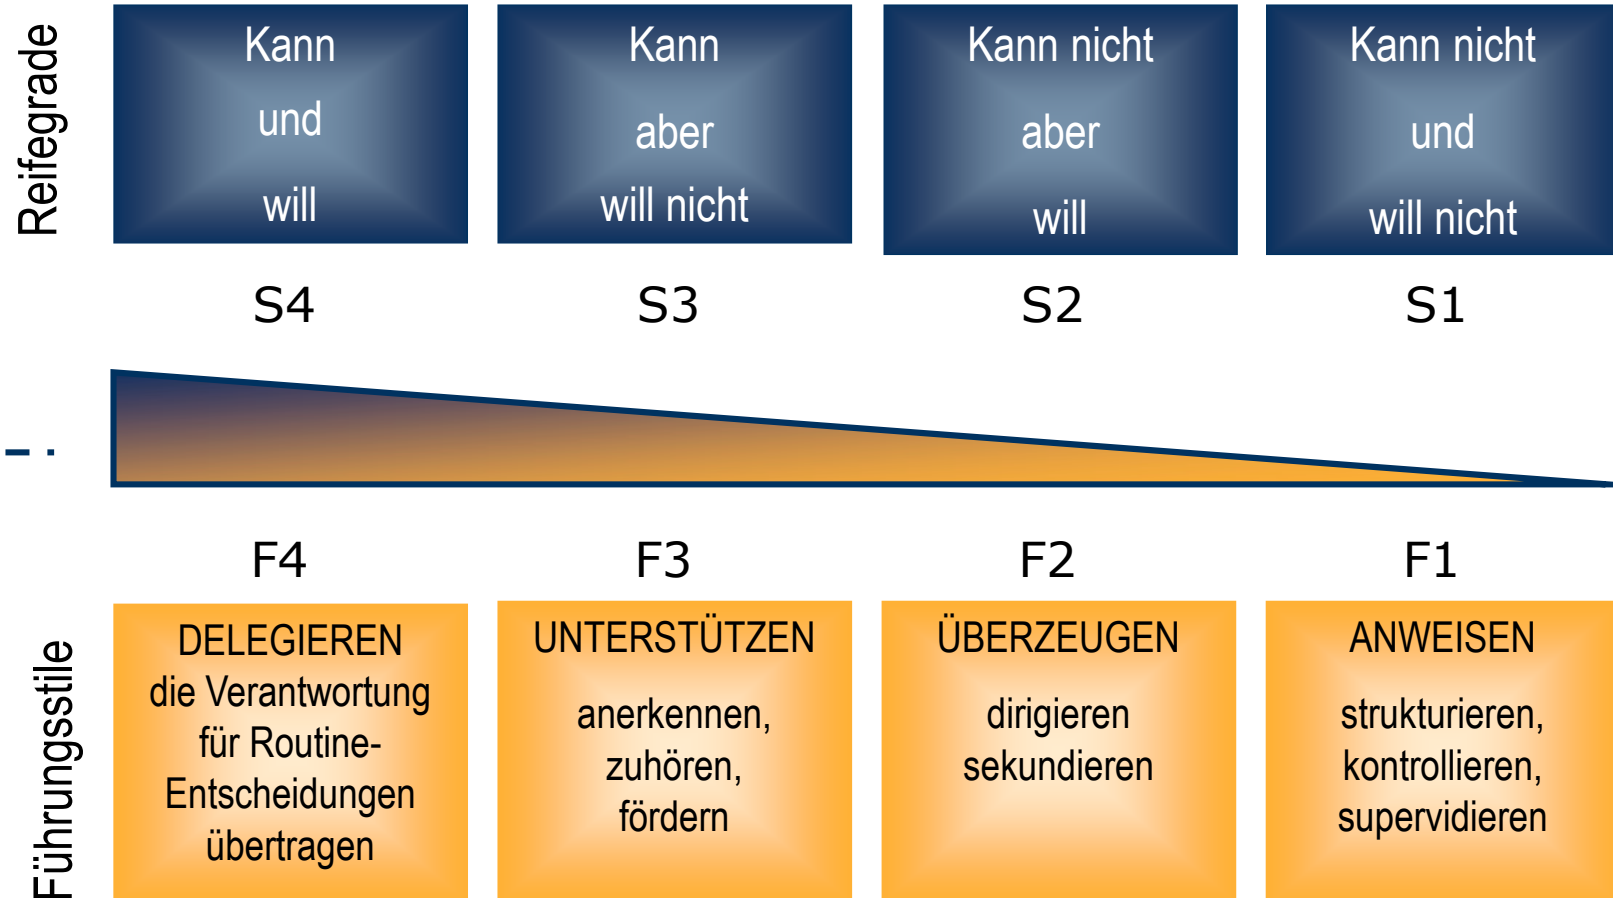 Reifegrade
Kann
und
will
Kann
aber
will nicht
Kann nicht
aber
will
Kann nicht
und
will nicht
S4
S3
S2
S1
F4
F3
F2
F1
Führungsstile
DELEGIEREN
die Verantwortung
für Routine-
Entscheidungen
übertragen
UNTERSTÜTZEN
anerkennen,
zuhören,
fördern
ÜBERZEUGEN
dirigieren
sekundieren
ANWEISEN
strukturieren,
kontrollieren,
supervidieren